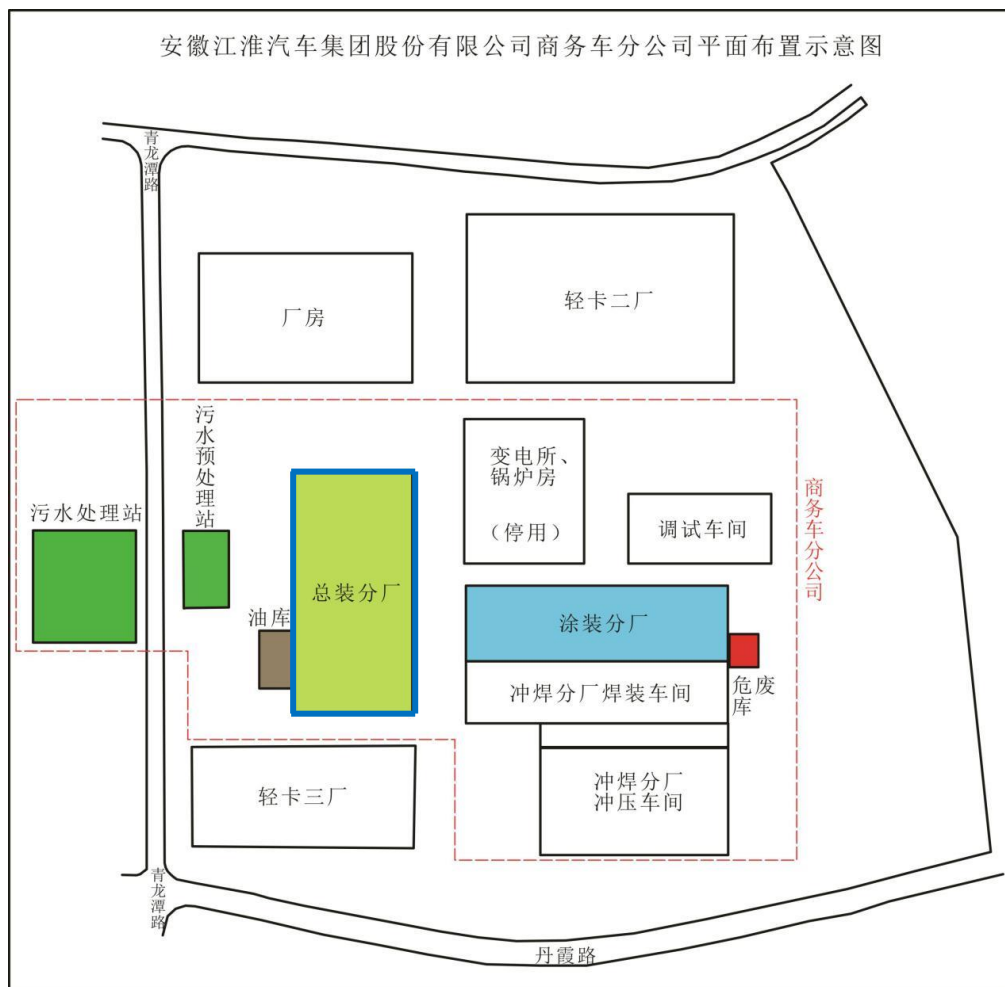 安徽江淮汽车集团股份有限公司商务车分公司平面布置示意图
青龙潭路
轻卡二厂
厂房
污水预处理站
变电所、
锅炉房
（停用）
商务车分公司
污水处理站
调试车间
总装分厂
油库
涂装分厂
冲焊分厂焊装车间
危废
库
轻卡三厂
冲焊分厂
冲压车间
青龙潭路
丹霞路